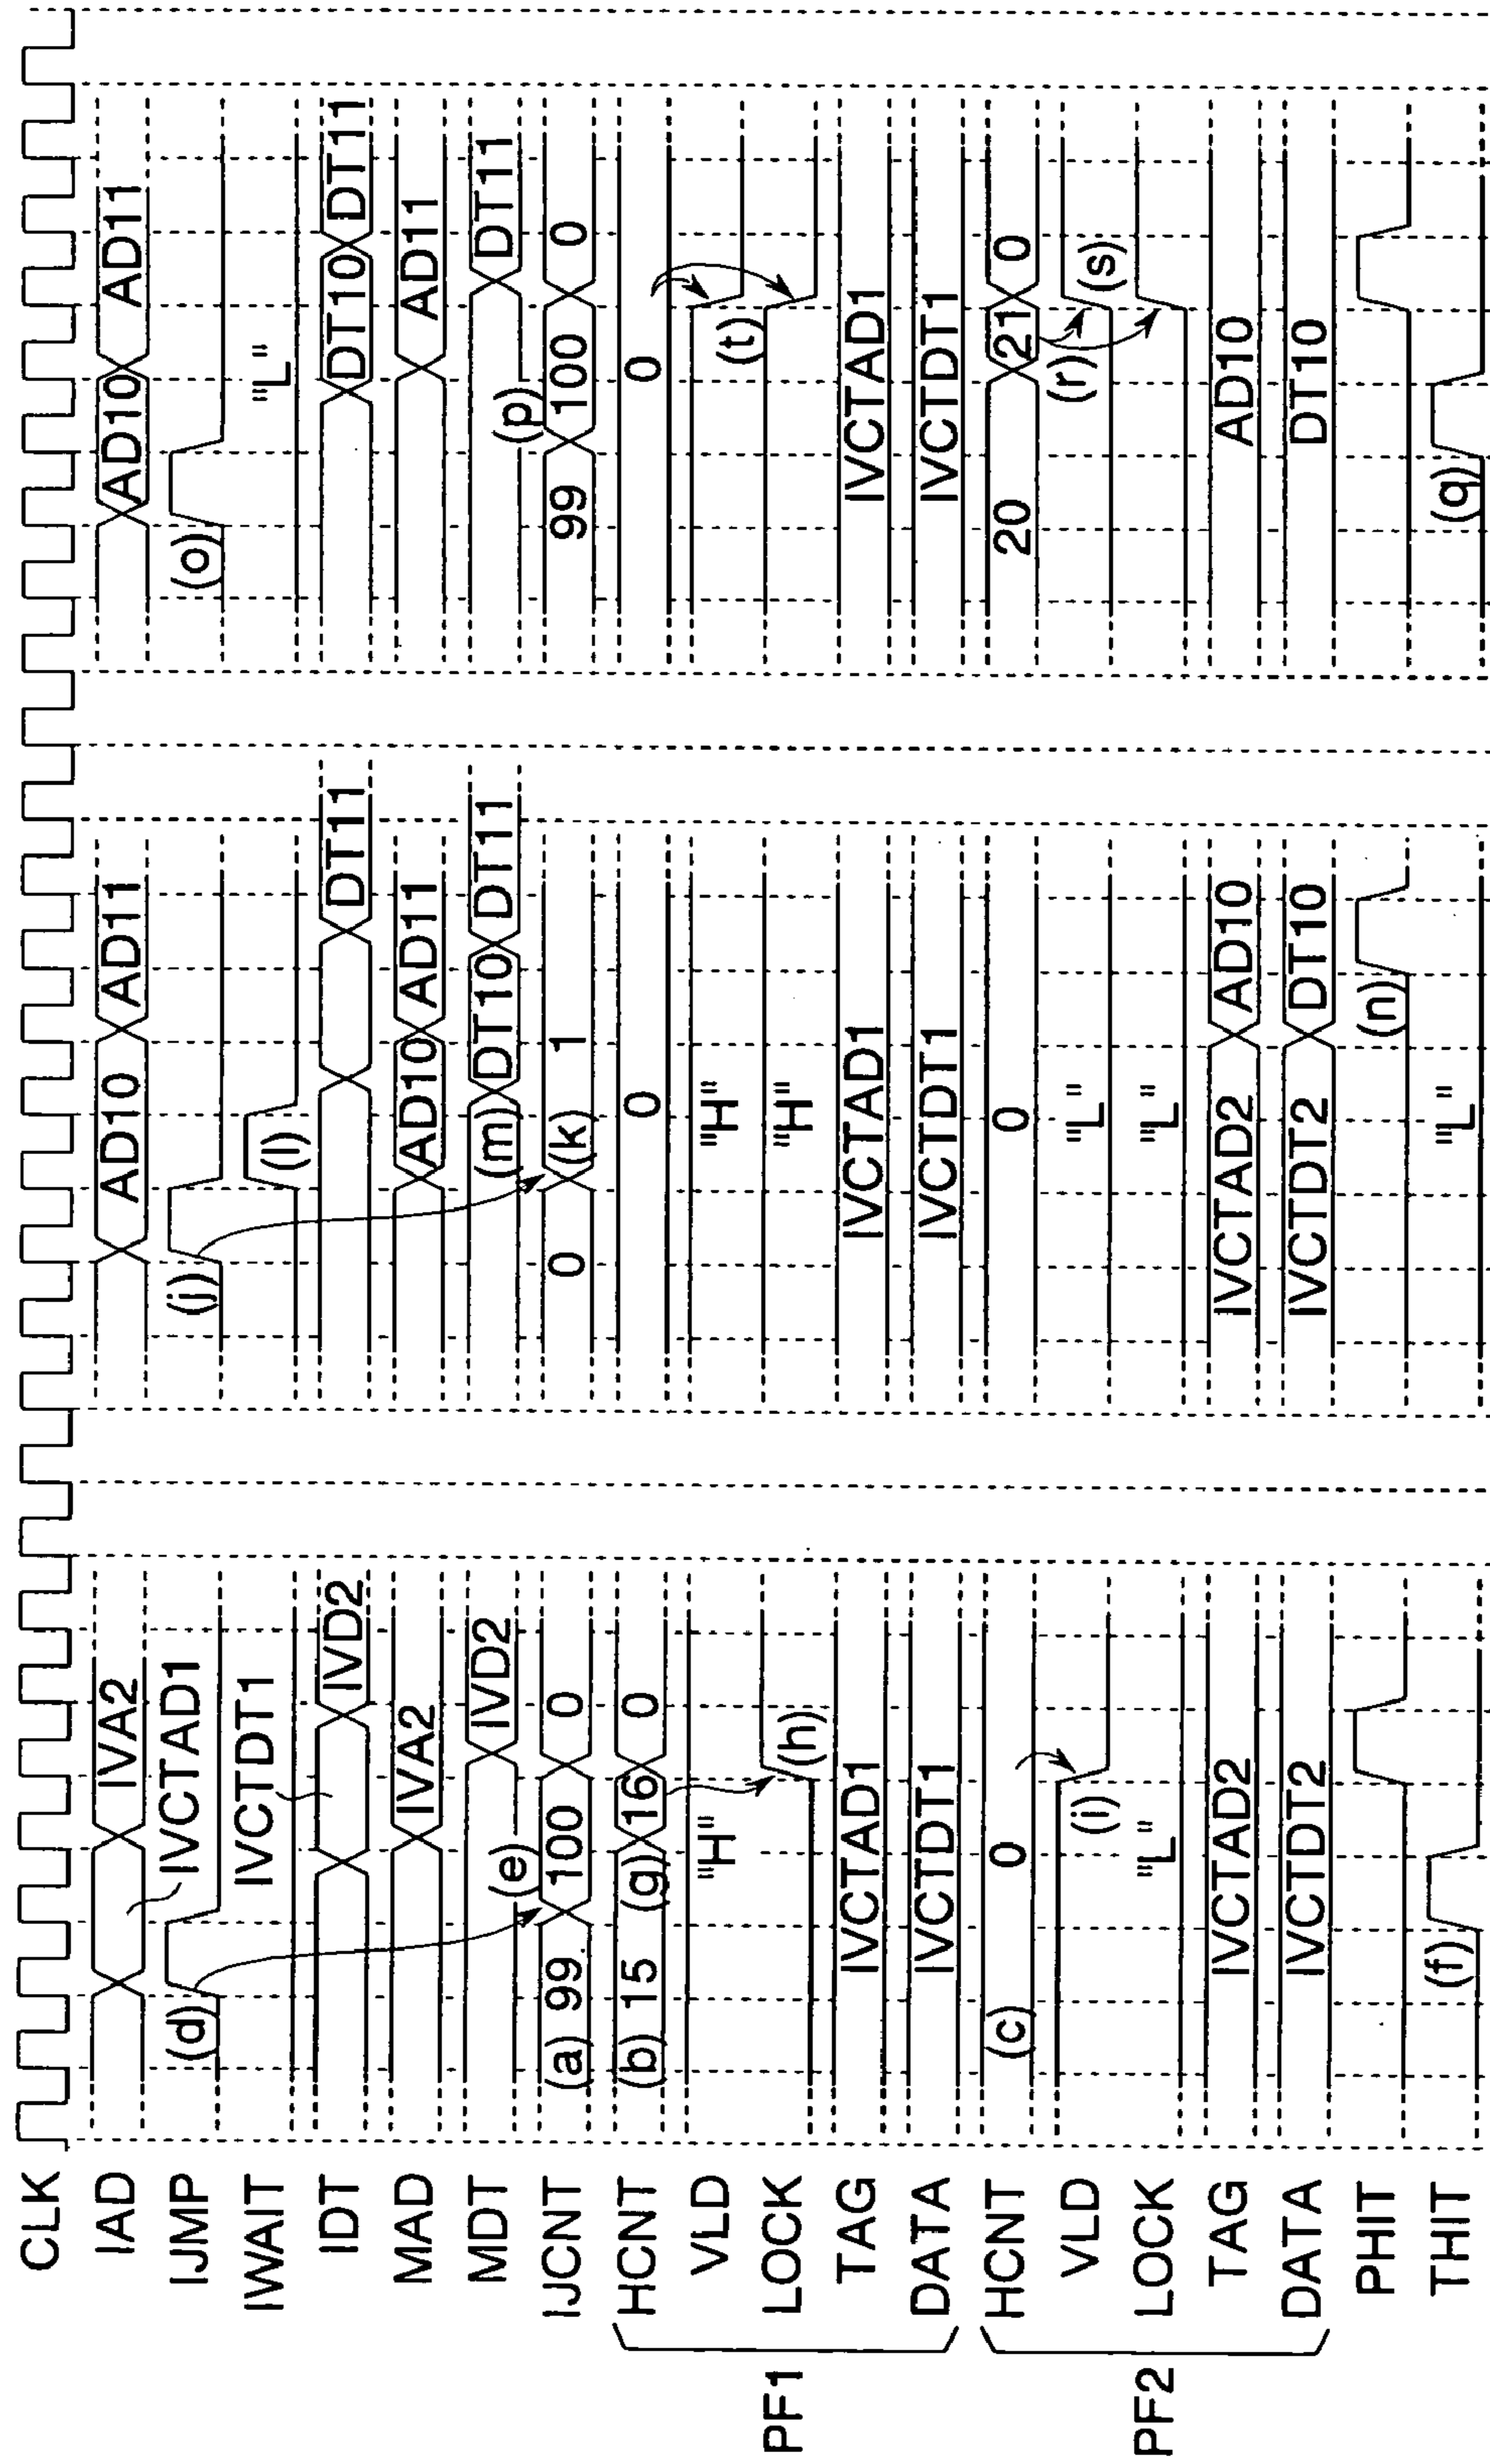 CLK
IAD IVA2 AD10 AD11 AD10 AD11
IJMP (d) IVCTAD1 (j) (o)
IWAIT IVCTDT1 (l) "L"
IDT IVD2 DT11 DT10 DT11
MAD IVA2 AD10 AD11 AD11
MDT (e) IVD2 (m) DT10 DT11 (p) DT11
IJCNT (a) 99 100 0 0 (k) 1 99 100 0
PF1
HCNT (b) 15 (g) 16 0 0 0
VLD "H" "H" (t)
LOCK (h) "H"
TAG IVCTAD1 IVCTAD1 IVCTAD1
DATA IVCTDT1 IVCTDT1 IVCTDT1
PF2
HCNT (c) 0 0 20 21 0
VLD (i) "L" (r) (s)
LOCK "L" "L"
TAG IVCTAD2 IVCTAD2 AD10 AD10
DATA IVCTDT2 IVCTDT2 DT10 DT10
PHIT (n)
THIT (f) "L" (q)